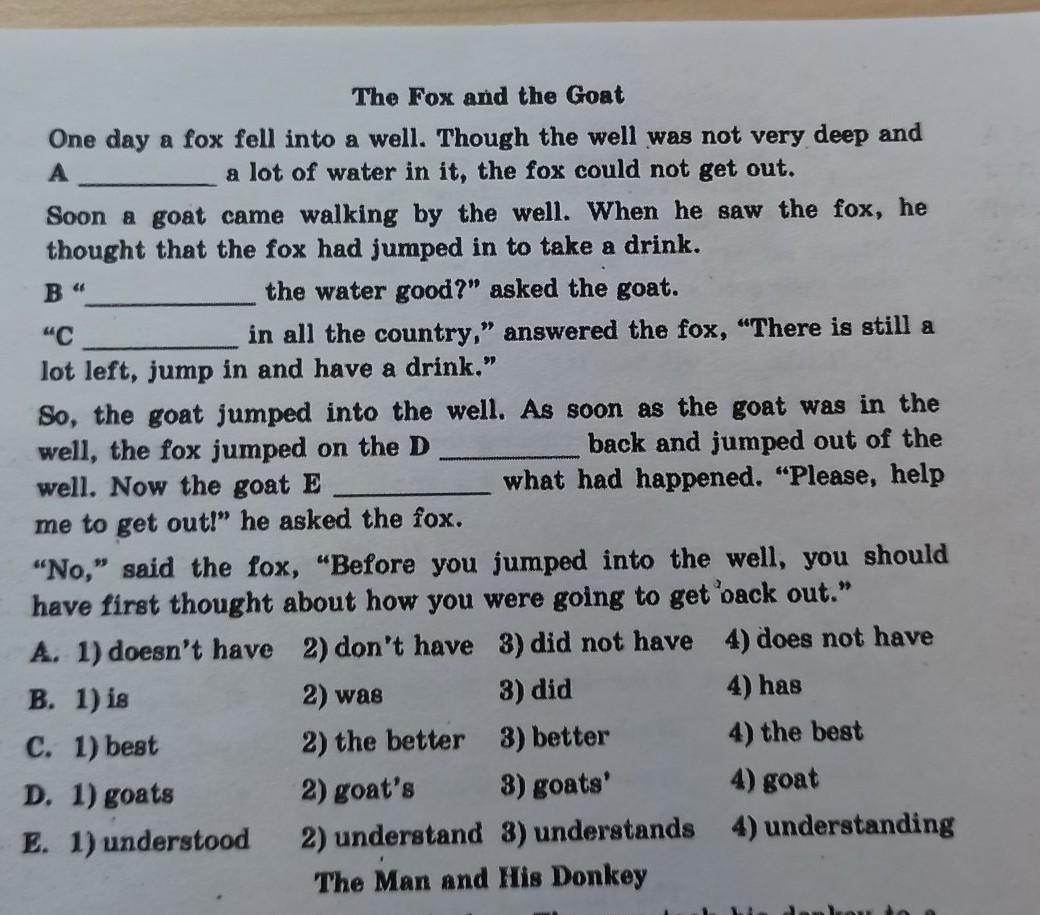 The Fox and the Goat
One day a fox fell into a well. Though the well was not very deep and
A __________ a lot of water in it, the fox could not get out.
Soon a goat came walking by the well. When he saw the fox, he
thought that the fox had jumped in to take a drink.
B “__________ the water good?” asked the goat.
“C __________ in all the country,” answered the fox, “There is still a
lot left, jump in and have a drink.”
So, the goat jumped into the well. As soon as the goat was in the
well, the fox jumped on the D __________ back and jumped out of the
well. Now the goat E __________ what had happened. “Please, help
me to get out!” he asked the fox.
“No,” said the fox, “Before you jumped into the well, you should
have first thought about how you were going to get back out.”
A. 1) doesn't have 2) don't have 3) did not have 4) does not have
B. 1) is 2) was 3) did 4) has
C. 1) best 2) the better 3) better 4) the best
D. 1) goats 2) goat's 3) goats' 4) goat
E. 1) understood 2) understand 3) understands 4) understanding
The Man and His Donkey
his donkey to a